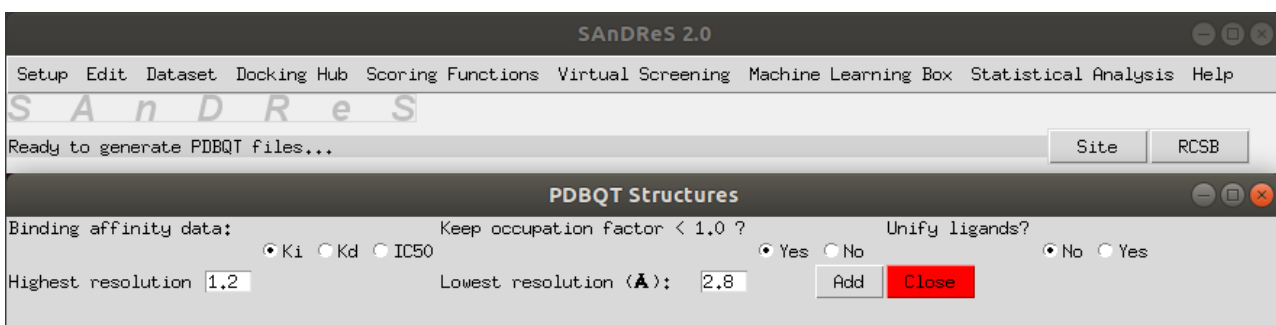 SAnDReS 2.0
Setup Edit Dataset Docking Hub Scoring Functions Virtual Screening Machine Learning Box Statistical Analysis Help
S A n D R e S
Ready to generate PDBQT files... Site RCSB
PDBQT Structures
Binding affinity data: Keep occupation factor < 1.0 ? Unify ligands?
Ki Kd IC50 Yes No No Yes
Highest resolution 1.2 Lowest resolution (Å): 2.8 Add Close